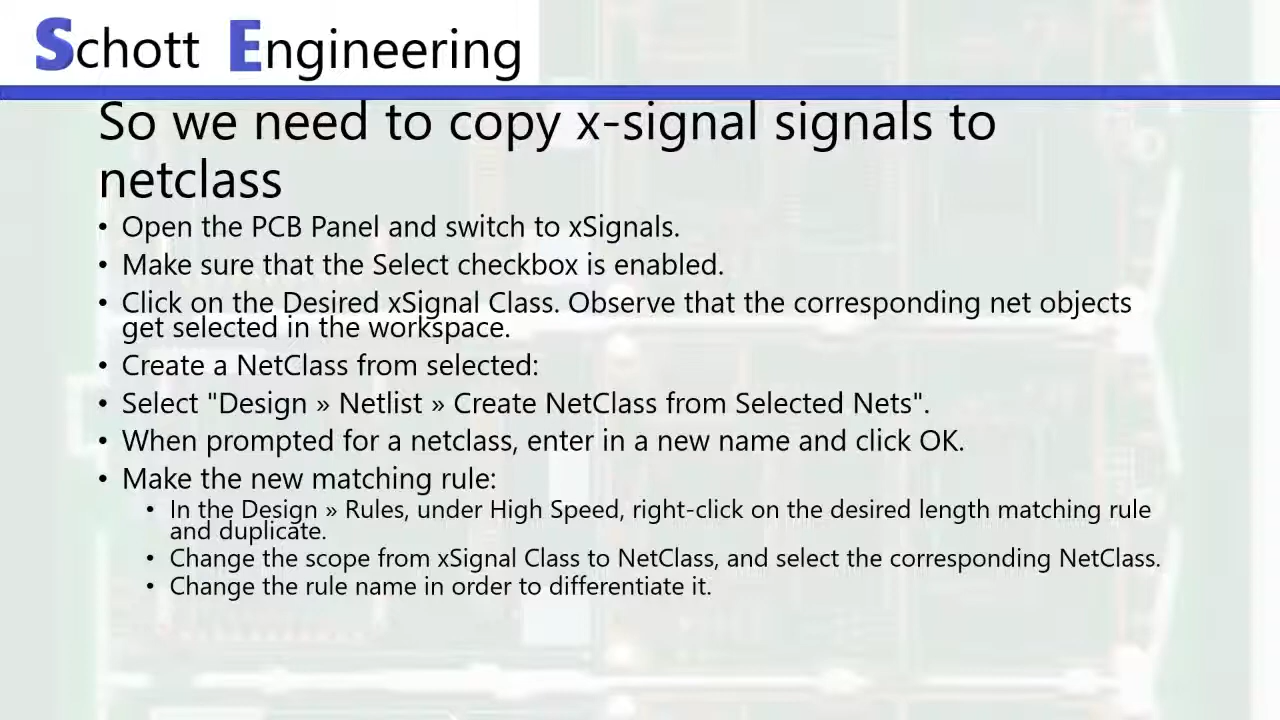 Schott Engineering
So we need to copy x-signal signals to
netclass
• Open the PCB Panel and switch to xSignals.
• Make sure that the Select checkbox is enabled.
• Click on the Desired xSignal Class. Observe that the corresponding net objects
get selected in the workspace.
• Create a NetClass from selected:
• Select "Design » Netlist » Create NetClass from Selected Nets".
• When prompted for a netclass, enter in a new name and click OK.
• Make the new matching rule:
• In the Design » Rules, under High Speed, right-click on the desired length matching rule
and duplicate.
• Change the scope from xSignal Class to NetClass, and select the corresponding NetClass.
• Change the rule name in order to differentiate it.